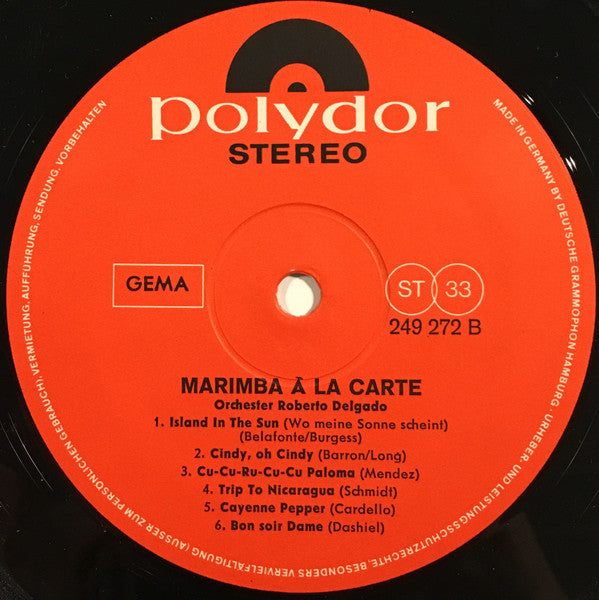 polydor
STEREO
GEMA
ST 33
249 272 B
MARIMBA À LA CARTE
Orchester Roberto Delgado
1. Island In The Sun (Wo meine Sonne scheint)
(Belafonte/Burgess)
2. Cindy, oh Cindy (Barron/Long)
3. Cu-Cu-Ru-Cu-Cu Paloma (Mendez)
4. Trip To Nicaragua (Schmidt)
5. Cayenne Pepper (Cardello)
6. Bon soir Dame (Dashiel)
MADE IN GERMANY BY DEUTSCHE GRAMMOPHON HAMBURG · URHEBER- UND LEISTUNGSSCHUTZRECHTE, BESONDERS VERVIELFÄLTIGUNG (AUSSER ZUM PERSÖNLICHEN GEBRAUCH), VERMIETUNG, AUFFÜHRUNG, SENDUNG, VORBEHALTEN